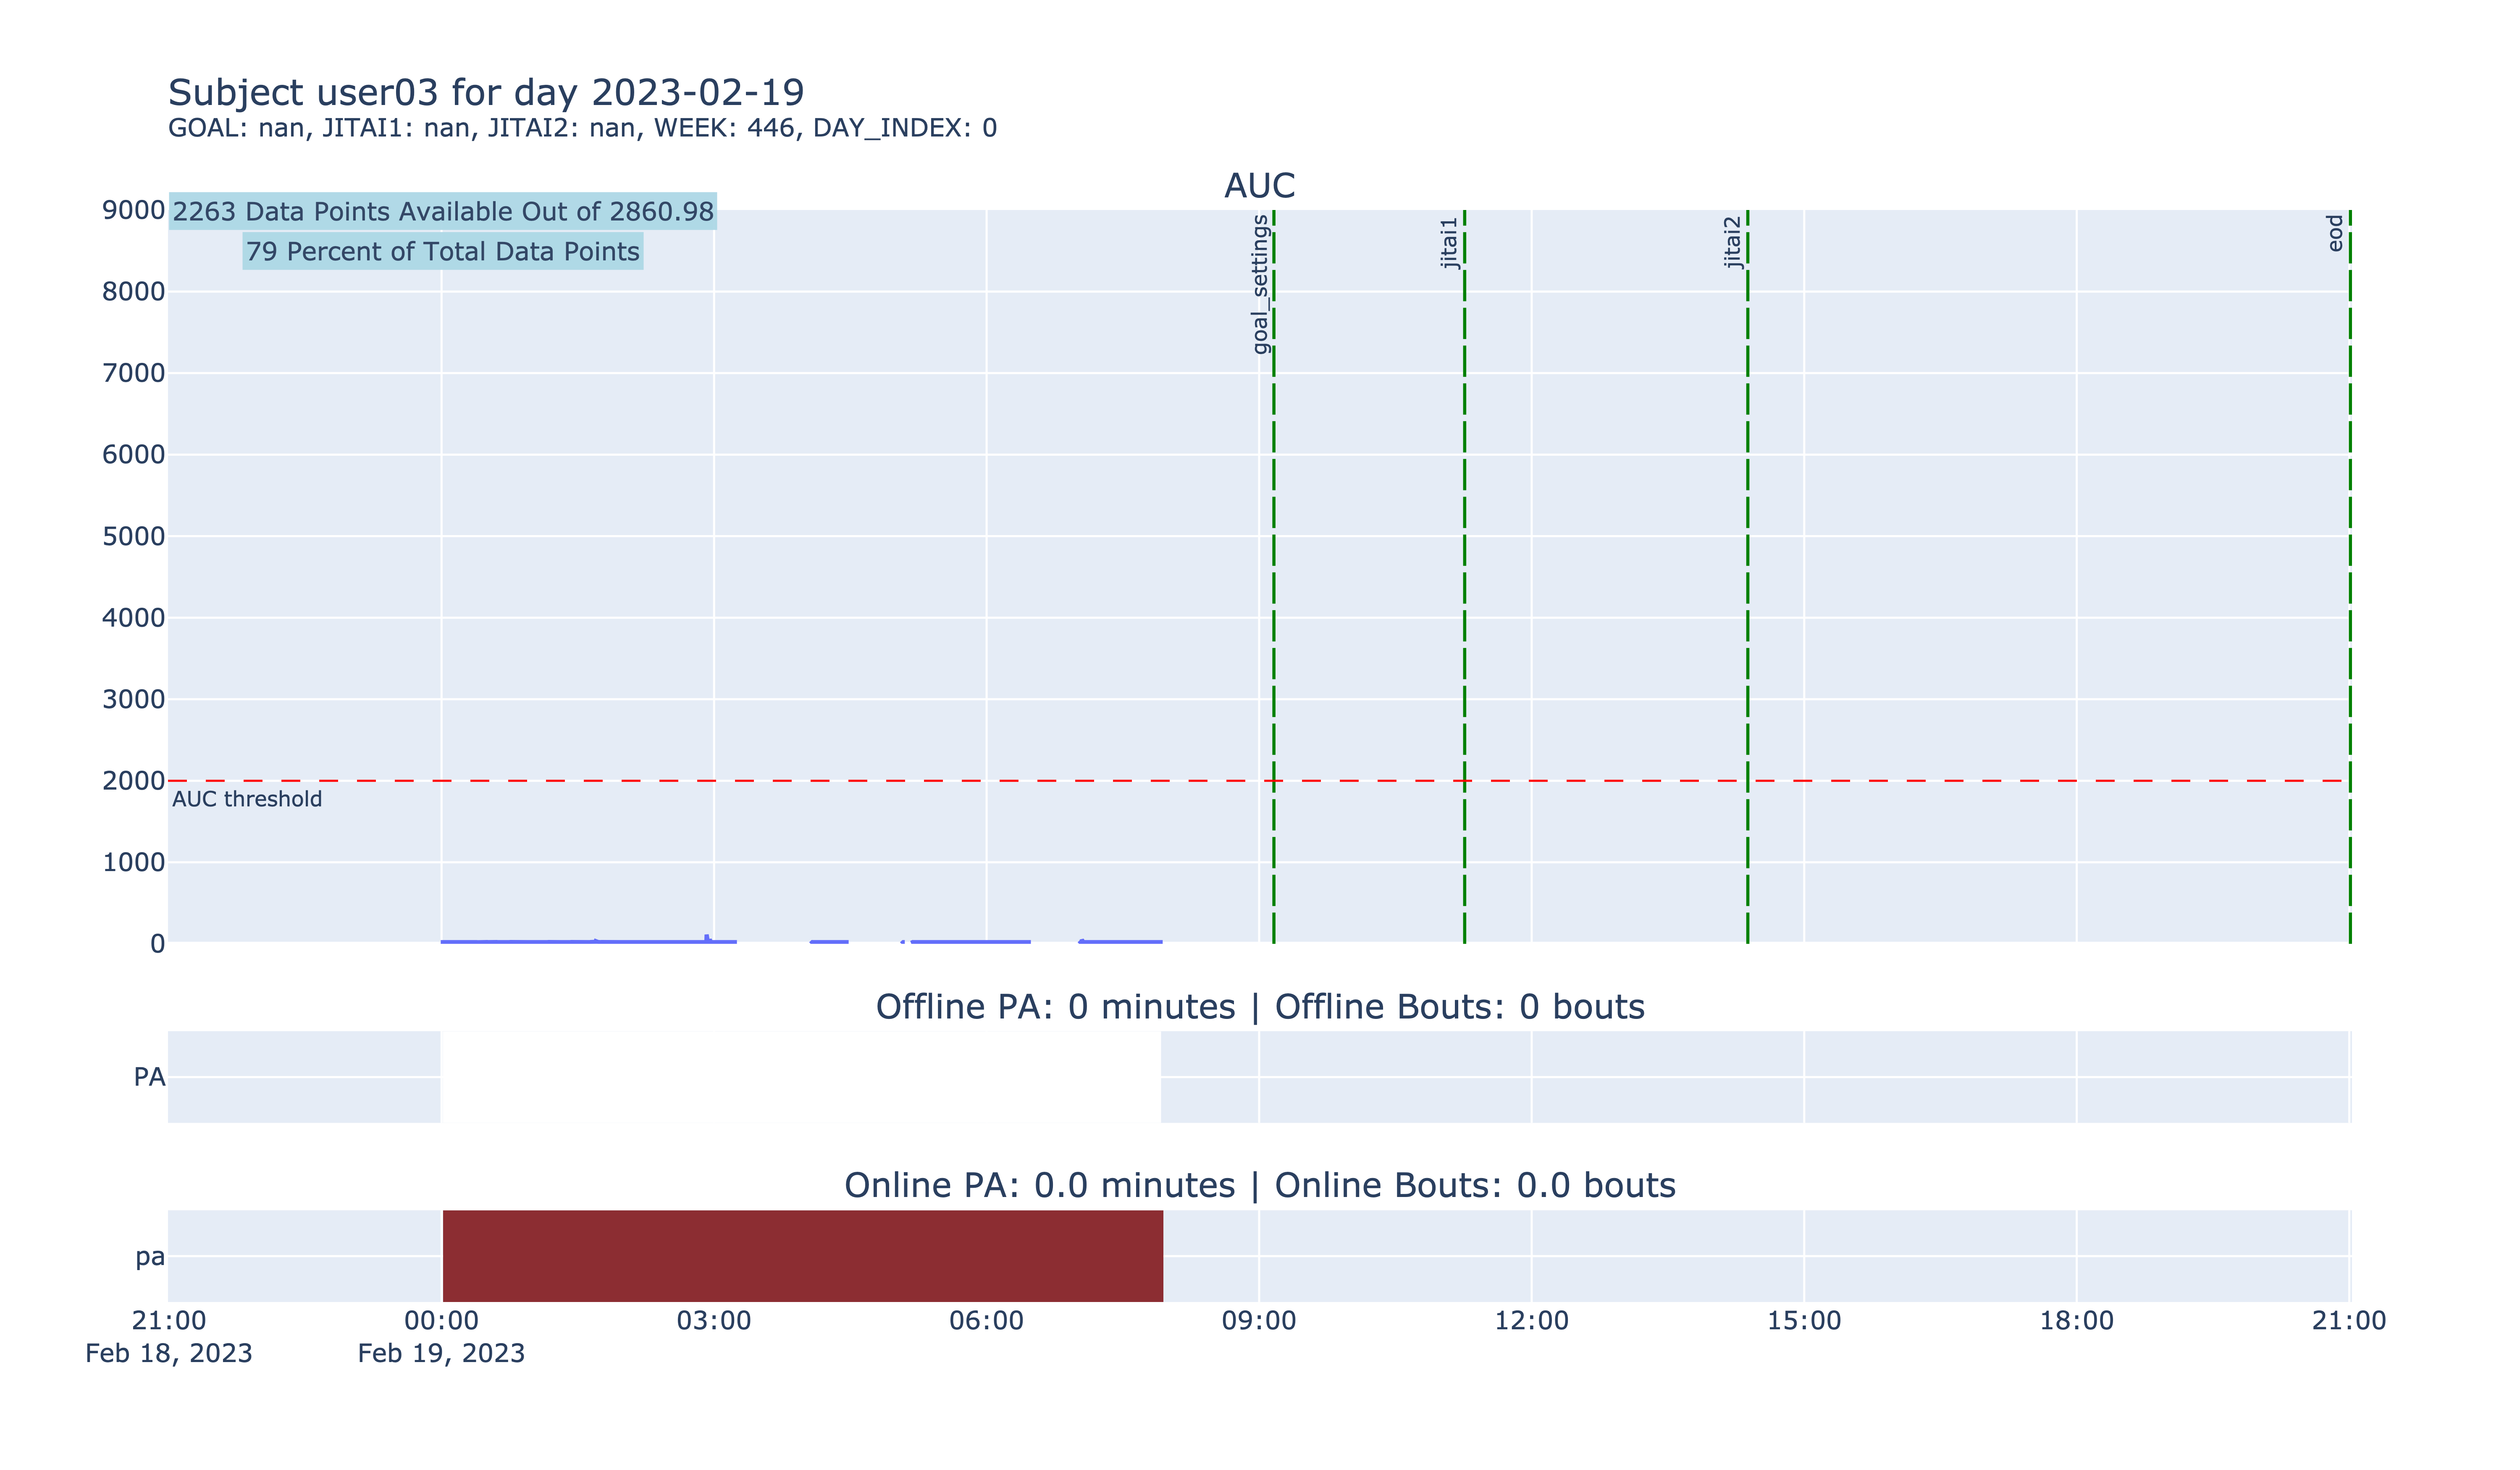 Subject user03 for day 2023-02-19
GOAL: nan, JITAI1: nan, JITAI2: nan, WEEK: 446, DAY_INDEX: 0
AUC
2263 Data Points Available Out of 2860.98
79 Percent of Total Data Points
goal_settings
jitai1
jitai2
eod
9000
8000
7000
6000
5000
4000
3000
2000
AUC threshold
1000
0
Offline PA: 0 minutes | Offline Bouts: 0 bouts
PA
Online PA: 0.0 minutes | Online Bouts: 0.0 bouts
pa
21:00 00:00 03:00 06:00 09:00 12:00 15:00 18:00 21:00
Feb 18, 2023 Feb 19, 2023